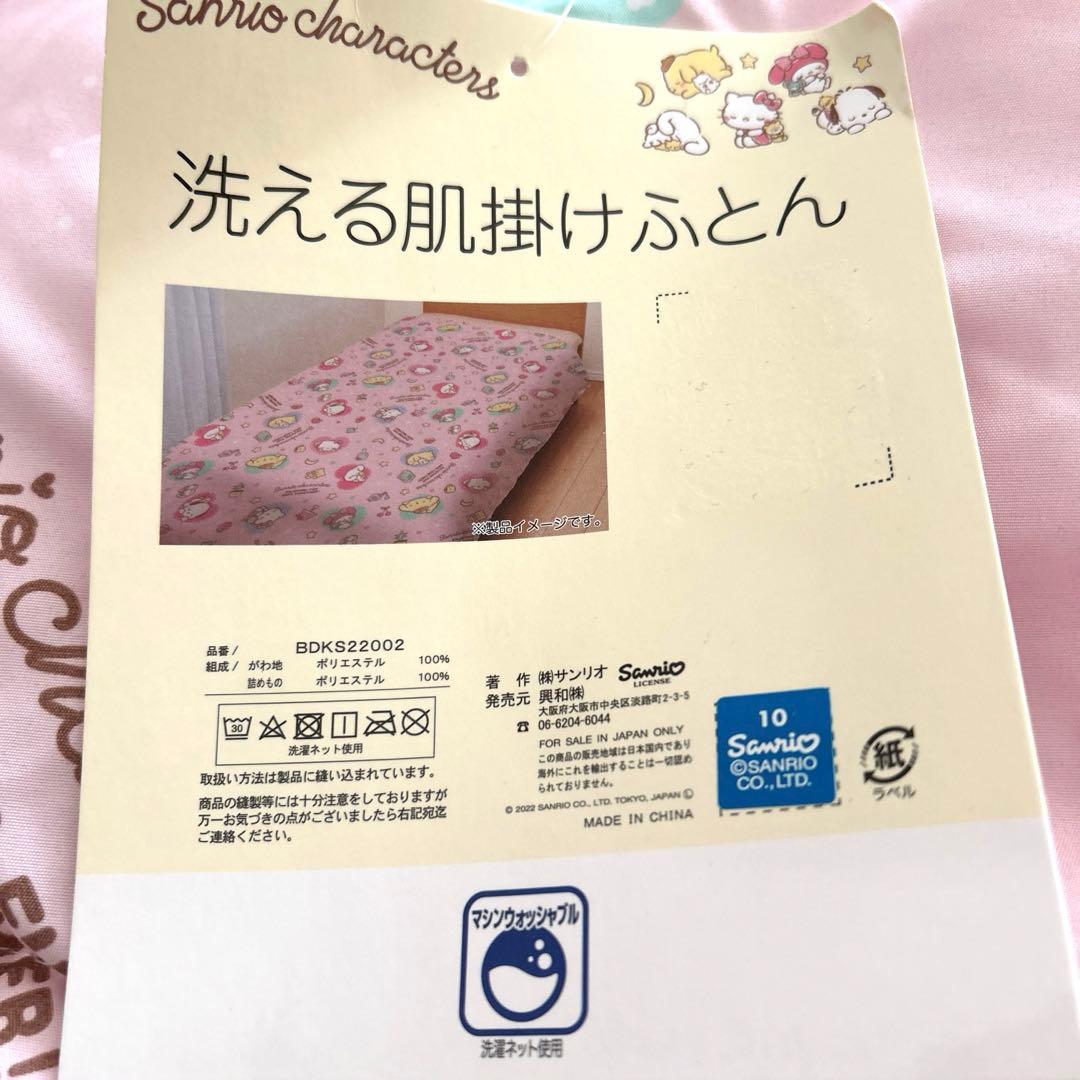 Sanrio characters
洗える肌掛けふとん
※製品イメージです。
品番/ BDKS22002
組成/ がわ地 ポリエステル 100%
詰めもの ポリエステル 100%
30
洗濯ネット使用
取扱い方法は製品に縫い込まれています。
商品の縫製等には十分注意をしておりますが
万一お気づきの点がございましたら右記宛迄
ご連絡ください。
著 作 ㈱サンリオ Sanrio
LICENSE
発売元 興和㈱
大阪府大阪市中央区淡路町2-3-5
☎ 06-6204-6044
FOR SALE IN JAPAN ONLY
この商品の販売地域は日本国内であり
海外にこれを輸出することは一切認め
られておりません。
© 2022 SANRIO CO., LTD. TOKYO, JAPAN Ⓛ
MADE IN CHINA
10
Sanrio
©SANRIO
CO.,LTD.
紙
ラベル
マシンウォッシャブル
洗濯ネット使用